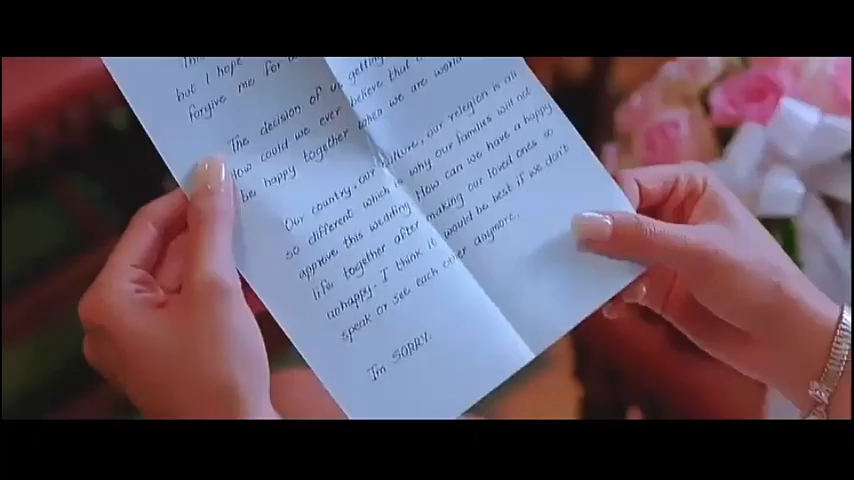 This
but I hope
forgive me for
The decision of us getting
How could we ever believe that
be happy together when we are world
Our country, our culture, our relegion is all
so different which is why our families will not
approve this wedding. How can we have a happy
life together after making our loved ones so
unhappy. I think it would be best if we don't
speak or see each other anymore.
I'm SORRY.